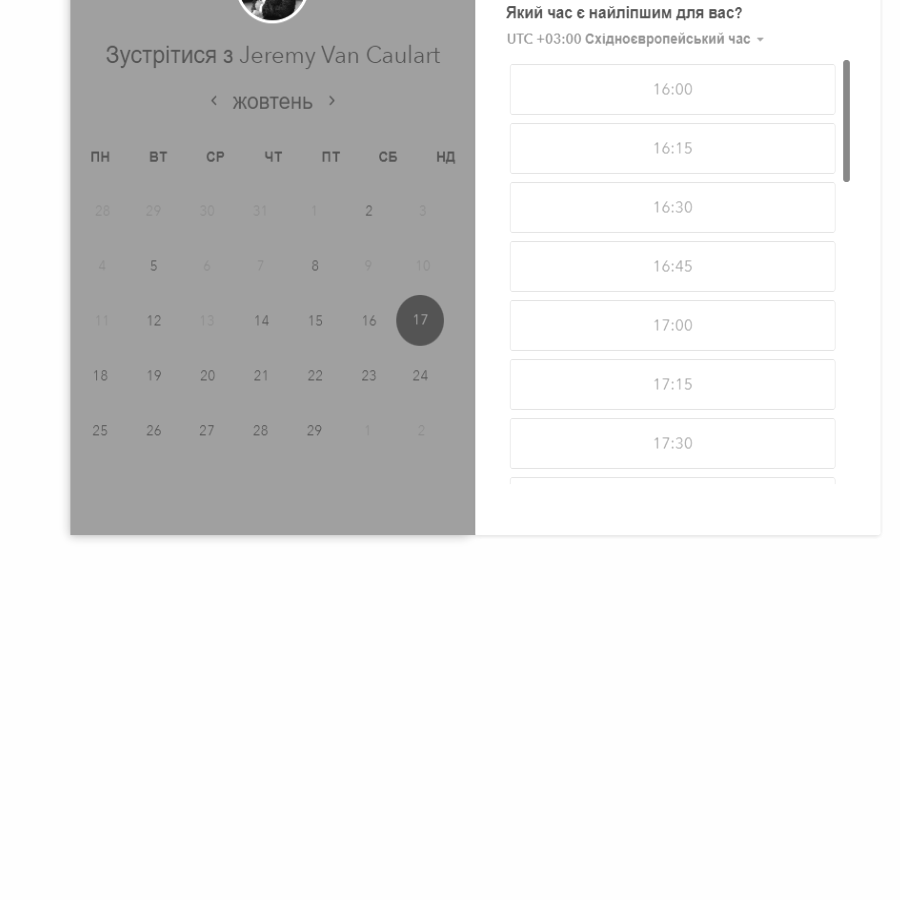 Зустрітися з Jeremy Van Caulart
‹ жовтень ›
ПН ВТ СР ЧТ ПТ СБ НД
28 29 30 31 1 2 3
4 5 6 7 8 9 10
11 12 13 14 15 16 17
18 19 20 21 22 23 24
25 26 27 28 29 1 2
Який час є найліпшим для вас?
UTC +03:00 Східноєвропейський час
16:00
16:15
16:30
16:45
17:00
17:15
17:30